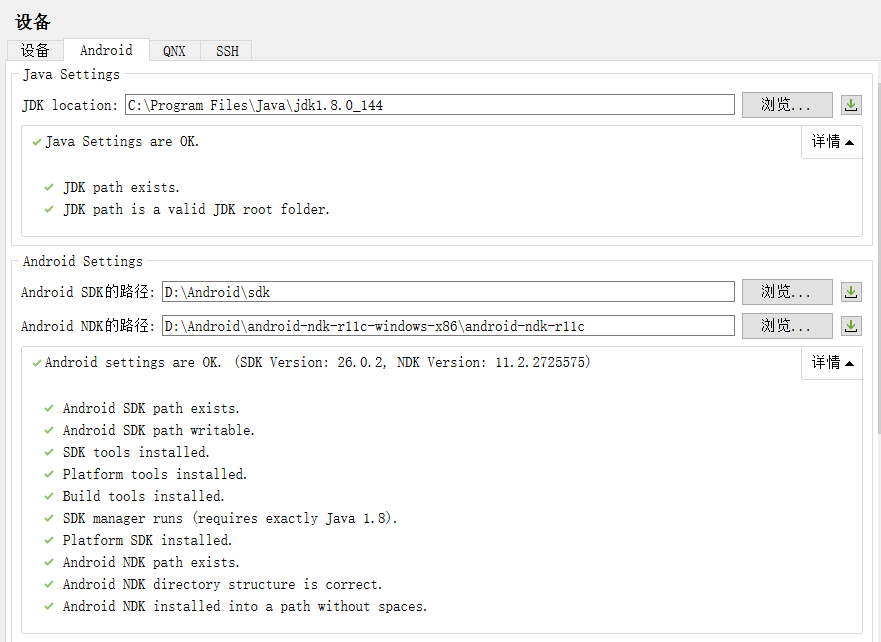 设备
设备 Android QNX SSH
Java Settings
JDK location: C:\Program Files\Java\jdk1.8.0_144 浏览...
Java Settings are OK. 详情
JDK path exists.
JDK path is a valid JDK root folder.
Android Settings
Android SDK的路径: D:\Android\sdk 浏览...
Android NDK的路径: D:\Android\android-ndk-r11c-windows-x86\android-ndk-r11c 浏览...
Android settings are OK. (SDK Version: 26.0.2, NDK Version: 11.2.2725575) 详情
Android SDK path exists.
Android SDK path writable.
SDK tools installed.
Platform tools installed.
Build tools installed.
SDK manager runs (requires exactly Java 1.8).
Platform SDK installed.
Android NDK path exists.
Android NDK directory structure is correct.
Android NDK installed into a path without spaces.